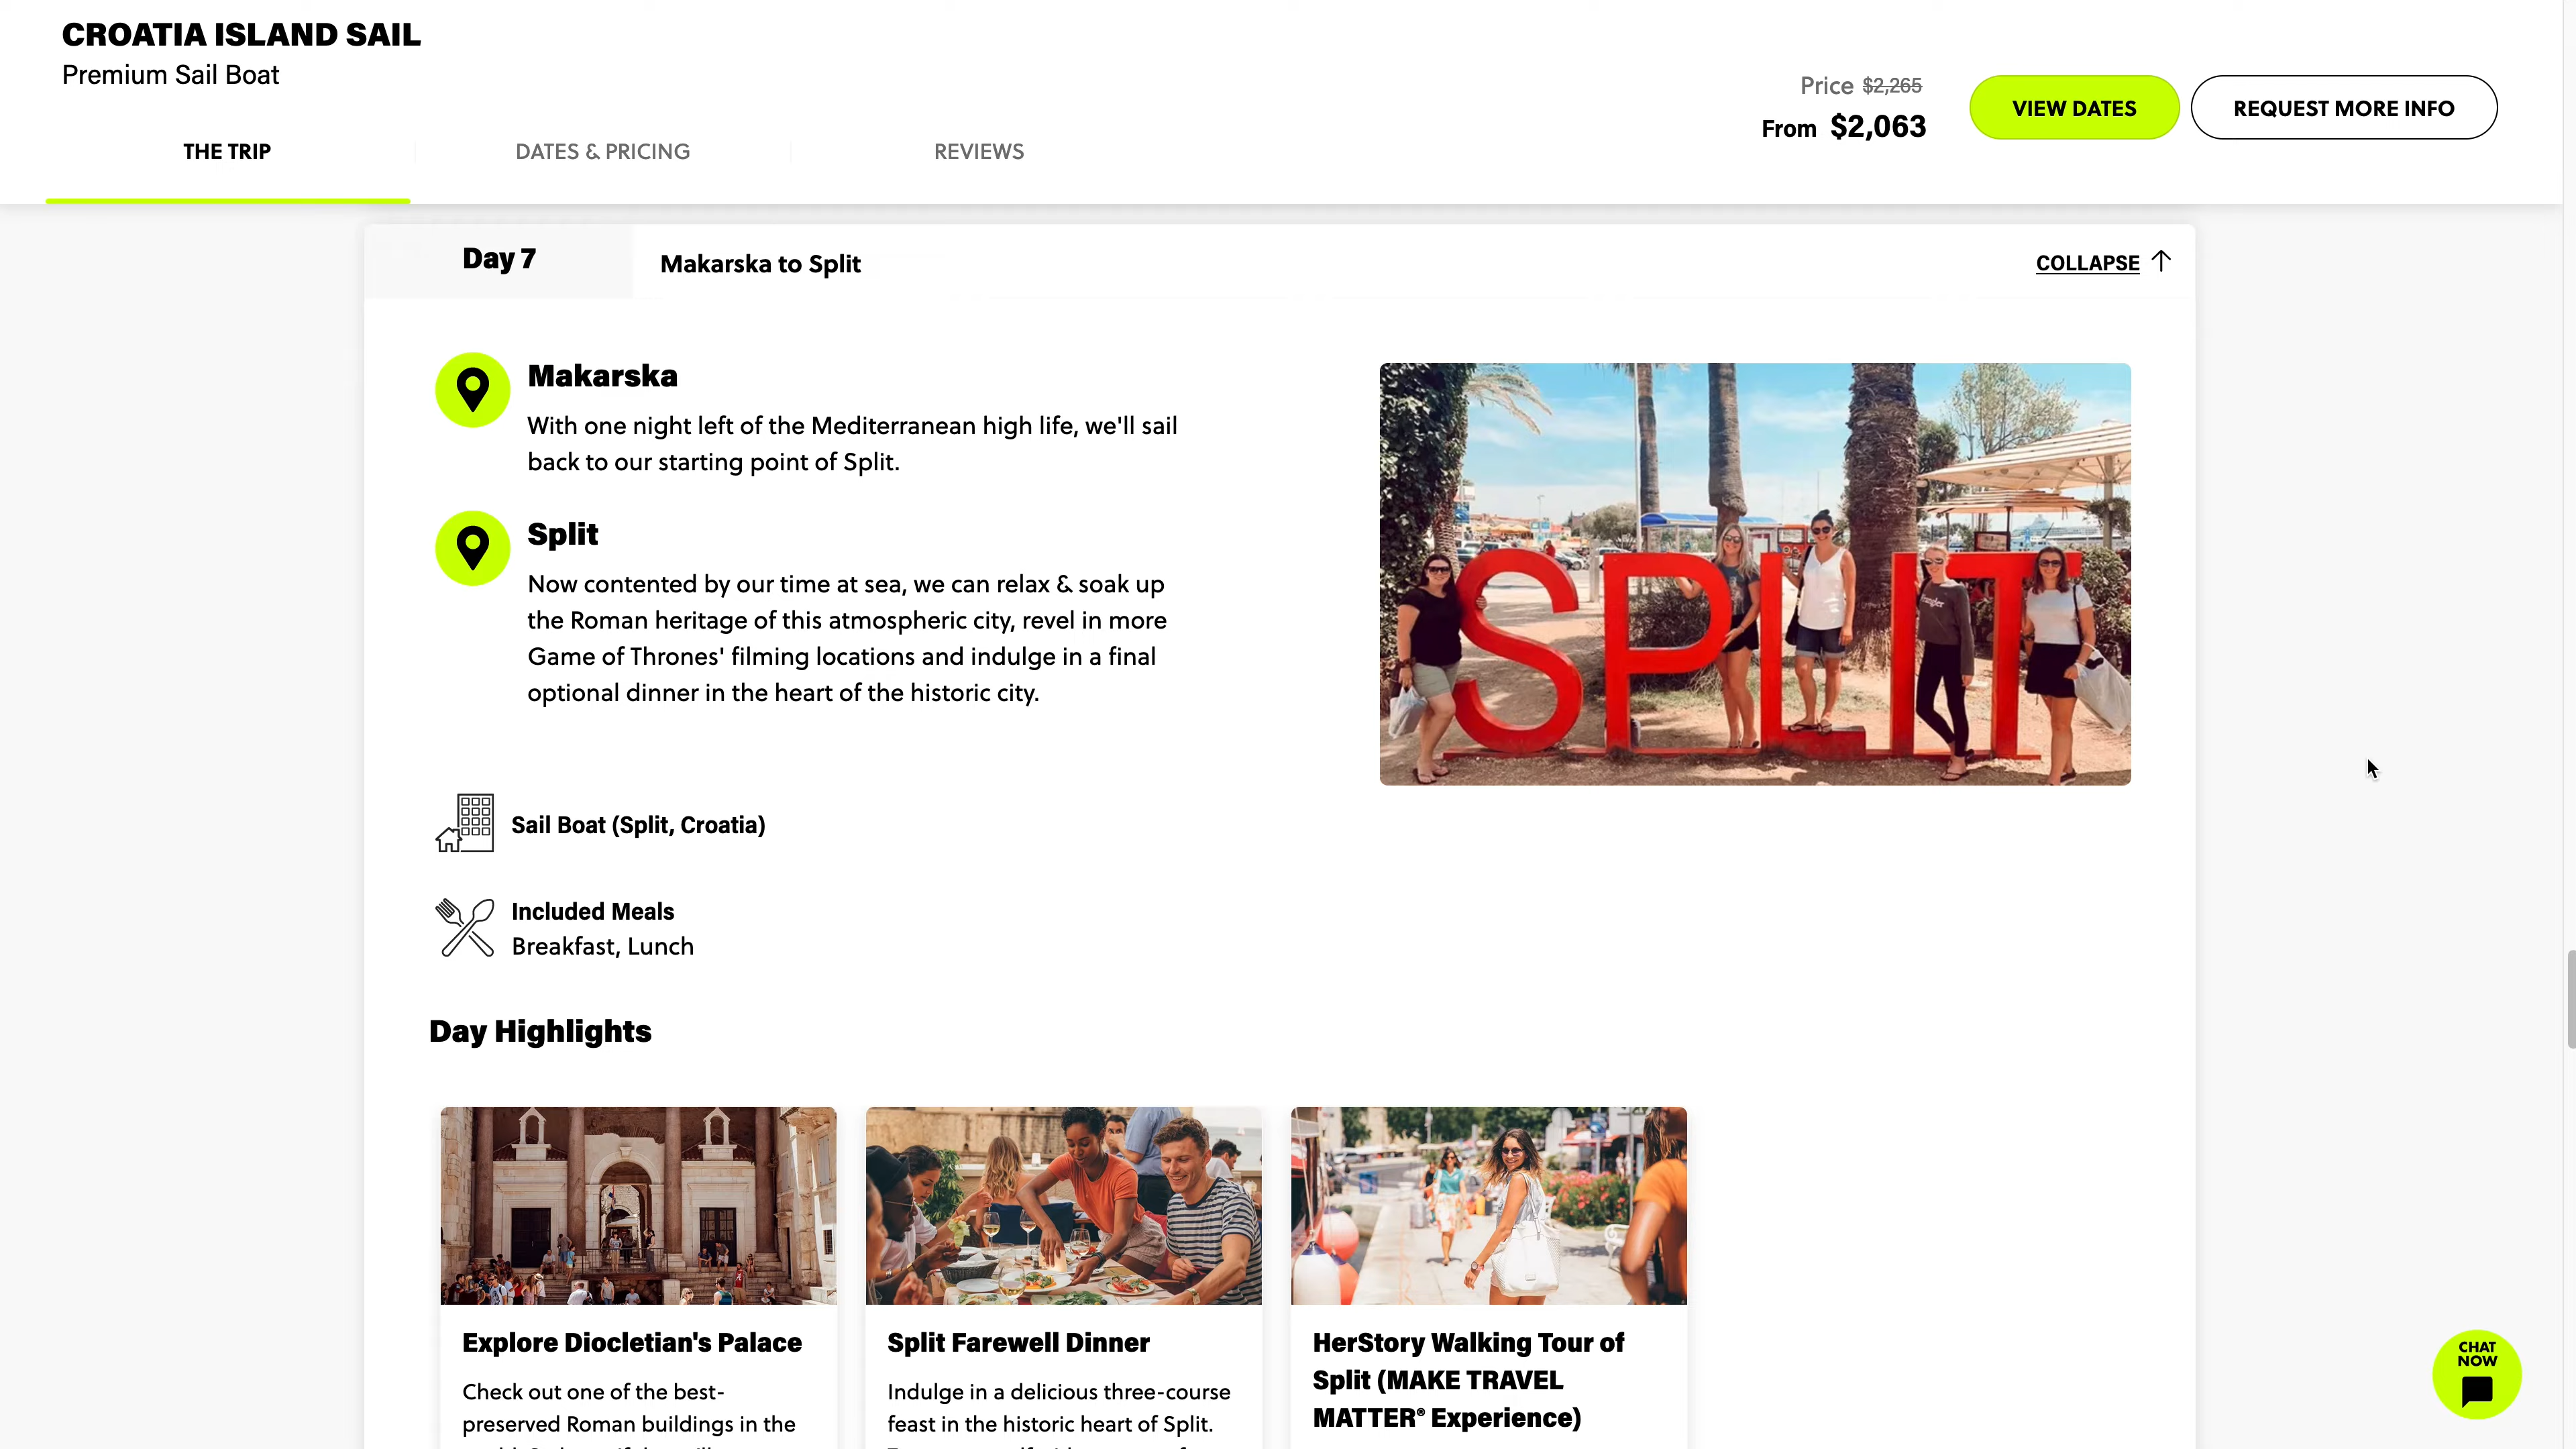 CROATIA ISLAND SAIL
Premium Sail Boat
Price $2,265
From $2,063
VIEW DATES
REQUEST MORE INFO
THE TRIP
DATES & PRICING
REVIEWS
Day 7
Makarska to Split
COLLAPSE
Makarska
With one night left of the Mediterranean high life, we'll sail
back to our starting point of Split.
Split
Now contented by our time at sea, we can relax & soak up
the Roman heritage of this atmospheric city, revel in more
Game of Thrones' filming locations and indulge in a final
optional dinner in the heart of the historic city.
SPLIT
Wrangler
Sail Boat (Split, Croatia)
Included Meals
Breakfast, Lunch
Day Highlights
Explore Diocletian's Palace
Check out one of the best-
preserved Roman buildings in the
Split Farewell Dinner
Indulge in a delicious three-course
feast in the historic heart of Split.
HerStory Walking Tour of
Split (MAKE TRAVEL
MATTER® Experience)
CHAT
NOW